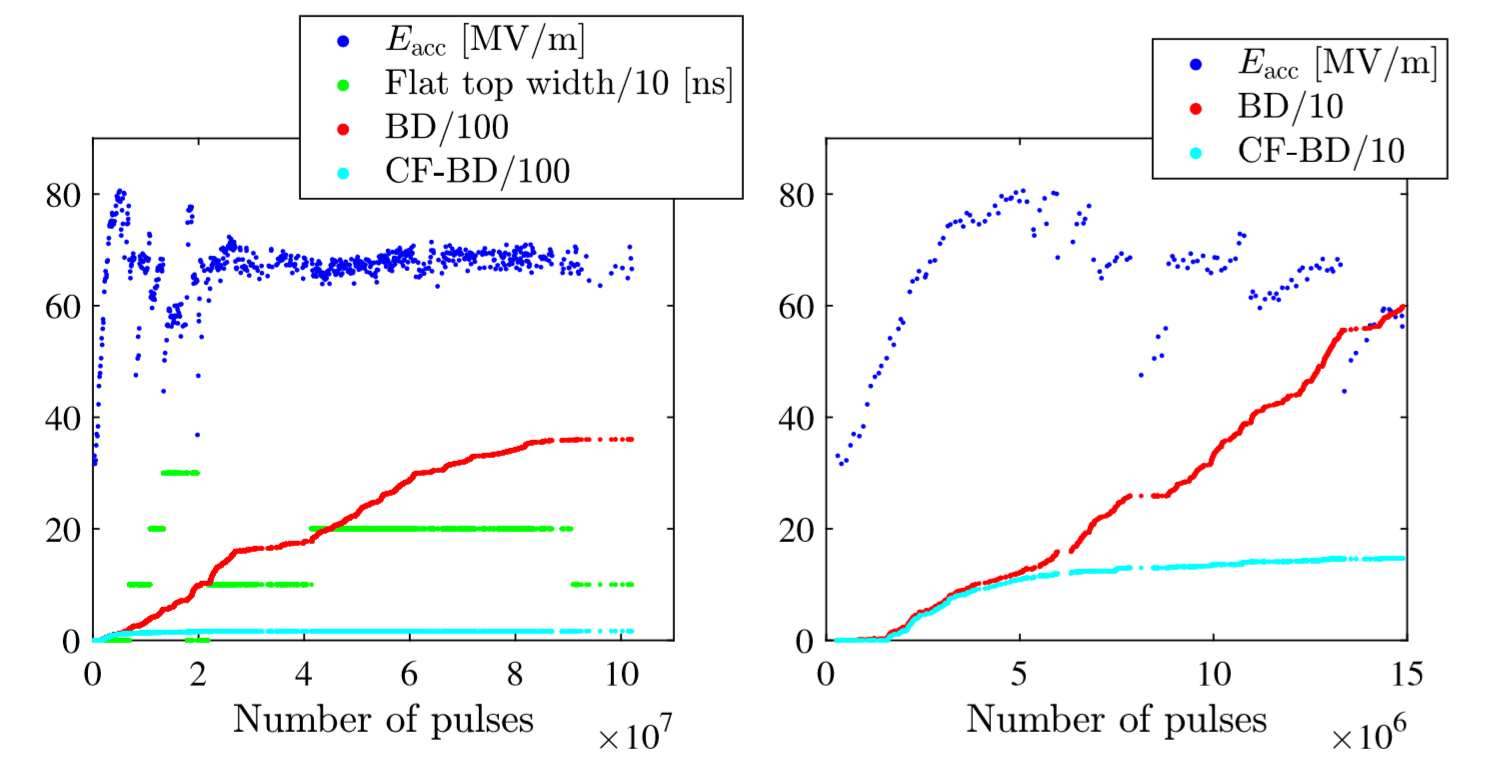 E_acc [MV/m]
Flat top width/10 [ns]
BD/100
CF-BD/100
80
60
40
20
0
0 2 4 6 8 10
Number of pulses
×10^7
E_acc [MV/m]
BD/10
CF-BD/10
80
60
40
20
0
0 5 10 15
Number of pulses
×10^6